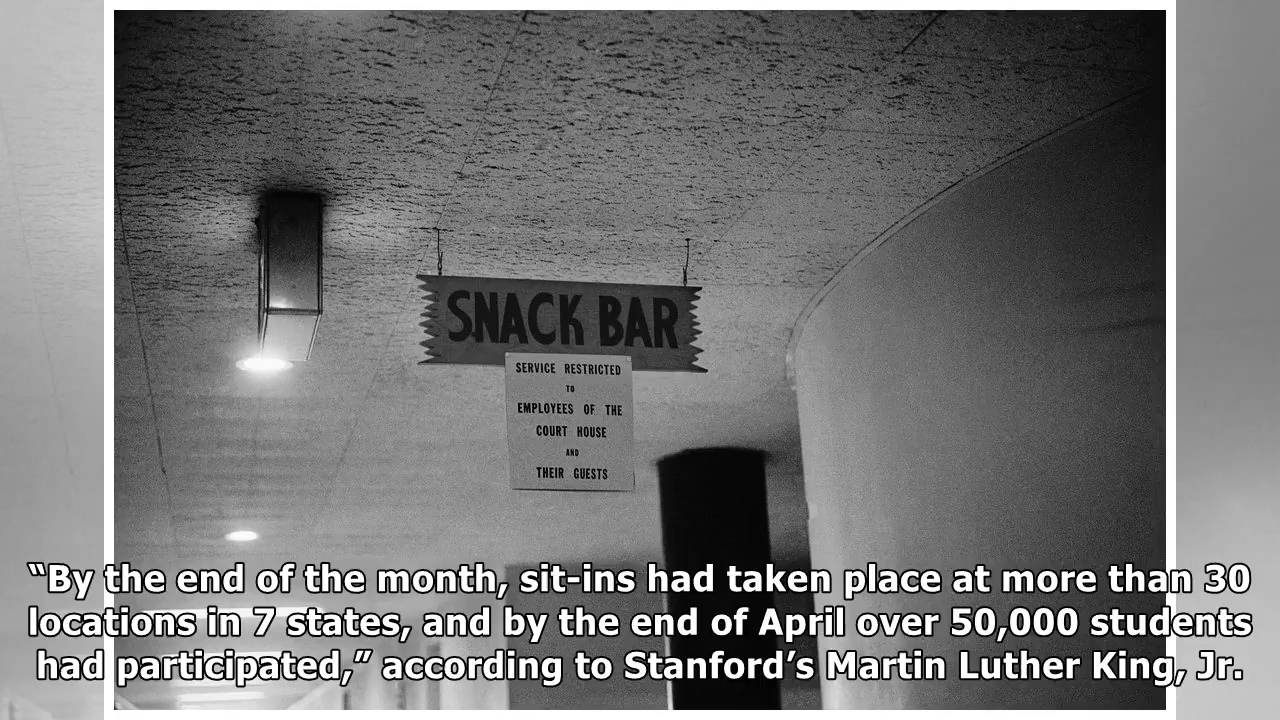 SNACK BAR
SERVICE RESTRICTED
TO
EMPLOYEES OF THE
COURT HOUSE
AND
THEIR GUESTS
“By the end of the month, sit-ins had taken place at more than 30
locations in 7 states, and by the end of April over 50,000 students
had participated,” according to Stanford’s Martin Luther King, Jr.